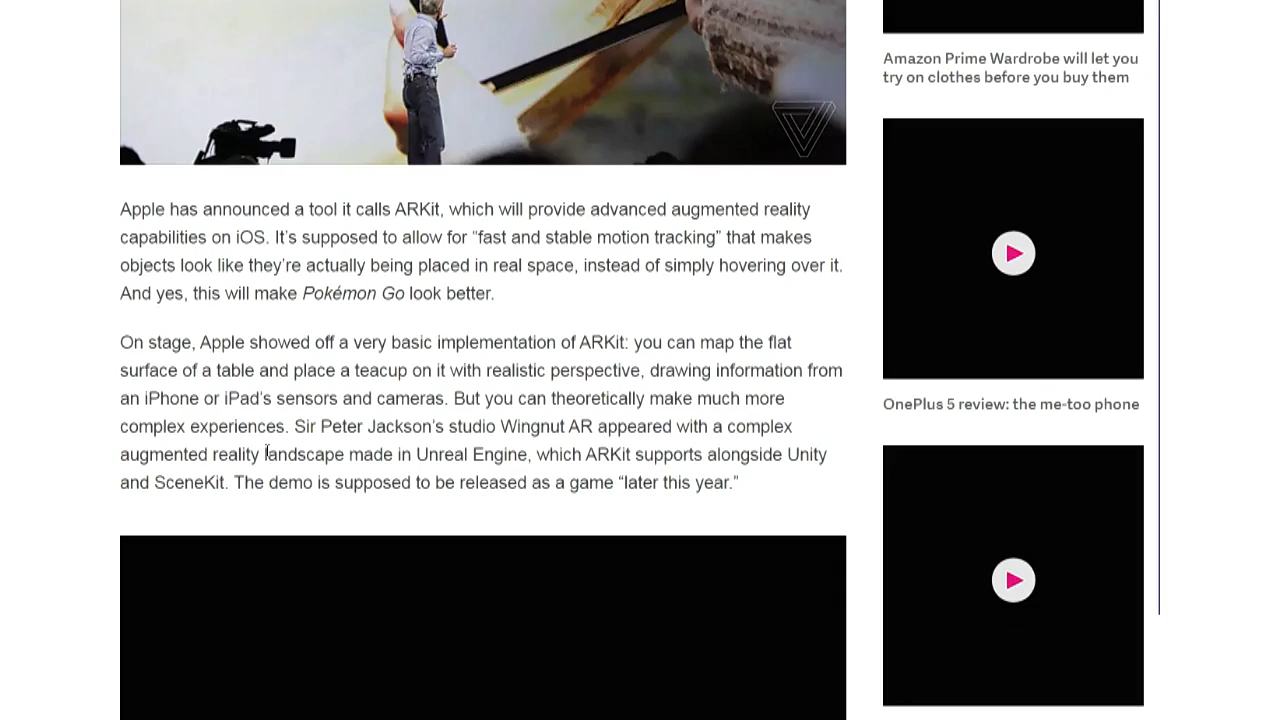 Amazon Prime Wardrobe will let you
try on clothes before you buy them
Apple has announced a tool it calls ARKit, which will provide advanced augmented reality
capabilities on iOS. It’s supposed to allow for “fast and stable motion tracking” that makes
objects look like they’re actually being placed in real space, instead of simply hovering over it.
And yes, this will make Pokémon Go look better.
On stage, Apple showed off a very basic implementation of ARKit: you can map the flat
surface of a table and place a teacup on it with realistic perspective, drawing information from
an iPhone or iPad’s sensors and cameras. But you can theoretically make much more
complex experiences. Sir Peter Jackson’s studio Wingnut AR appeared with a complex
augmented reality landscape made in Unreal Engine, which ARKit supports alongside Unity
and SceneKit. The demo is supposed to be released as a game “later this year.”
OnePlus 5 review: the me-too phone